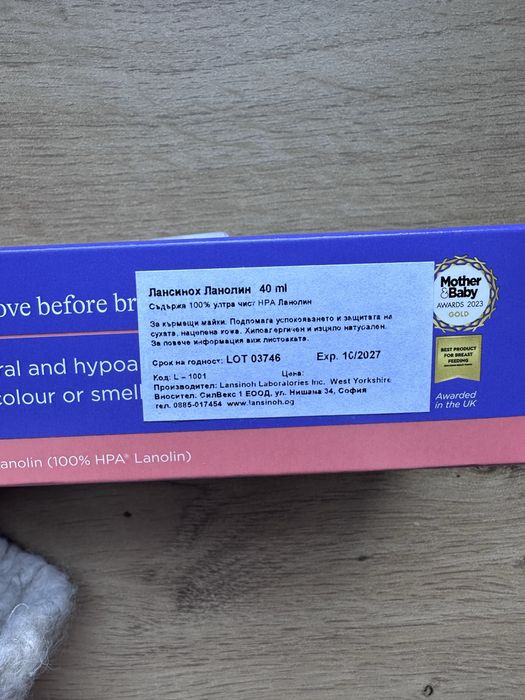 Лансинох Ланолин 40 ml
Съдържа 100% ултра чист HPA Ланолин
За кърмещи майки. Подпомага успокояването и защитата на
сухата, нацепена кожа. Хипоалергичен и изцяло натурален.
За повече информация виж листовката.
Срок на годност: LOT 03746 Exp. 10/2027
Код: L – 1001 Цена:
Производител: Lansinoh Laboratories Inc, West Yorkshire
Вносител: СилВекс 1 ЕООД, ул. Нишава 34, София
тел. 0885-017454 www.lansinoh.bg
ove before br
ral and hypoa
colour or smel
anolin (100% HPA® Lanolin)
Mother
&Baby
AWARDS 2023
GOLD
BEST PRODUCT
FOR BREAST
FEEDING
Awarded
in the UK